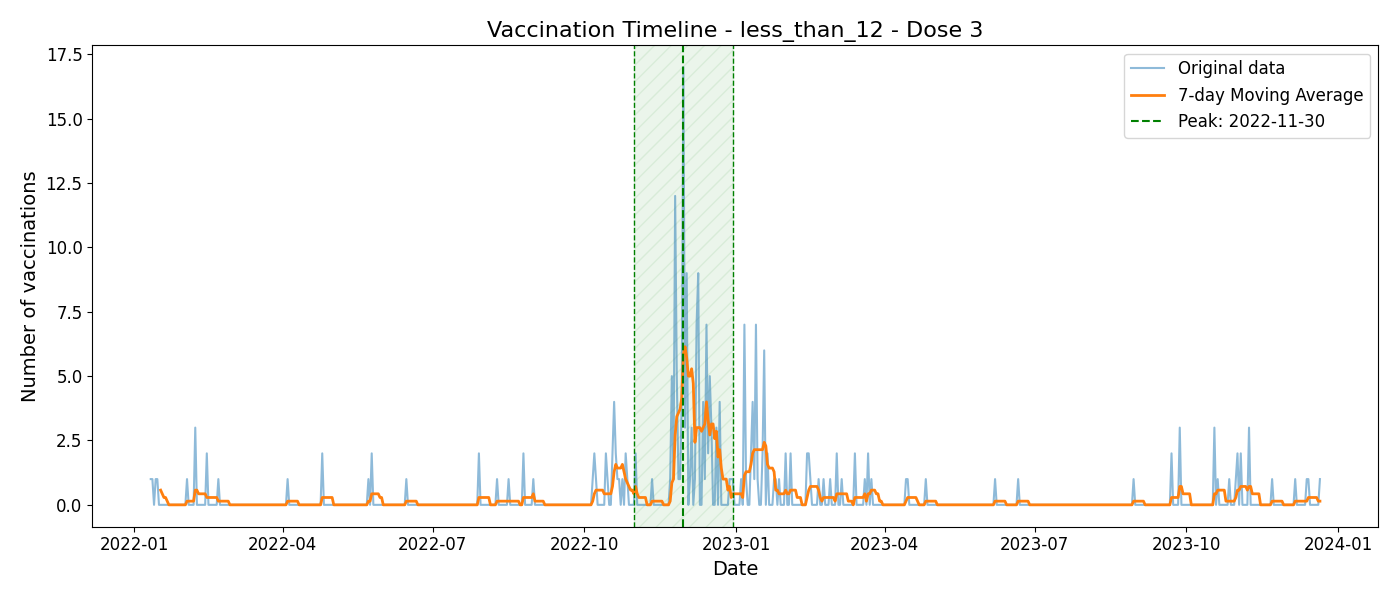 Vaccination Timeline - less_than_12 - Dose 3
Number of vaccinations
17.5
15.0
12.5
10.0
7.5
5.0
2.5
0.0
Original data
7-day Moving Average
Peak: 2022-11-30
2022-01
2022-04
2022-07
2022-10
2023-01
2023-04
2023-07
2023-10
2024-01
Date